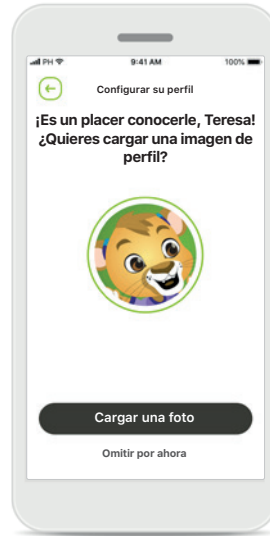 PH 9:41 AM 100%
Configurar su perfil
¡Es un placer conocerle, Teresa!
¿Quieres cargar una imagen de
perfil?
Cargar una foto
Omitir por ahora